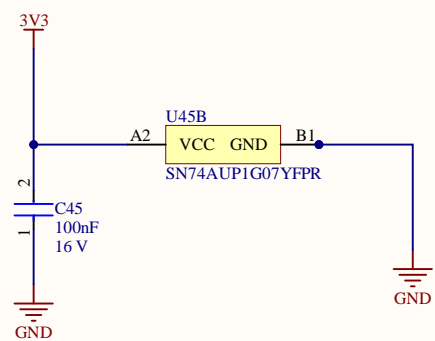 3V3
U45B
A2
VCC GND
B1
SN74AUP1G07YFPR
2
C45
100nF
1
16 V
GND
GND